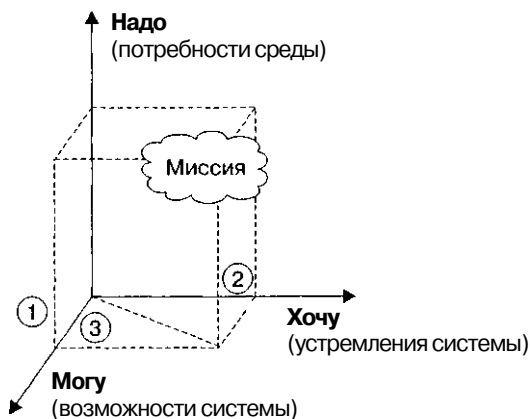 Надо
(потребности среды)
Миссия
2
1
3
Хочу
(устремления системы)
Могу
(возможности системы)